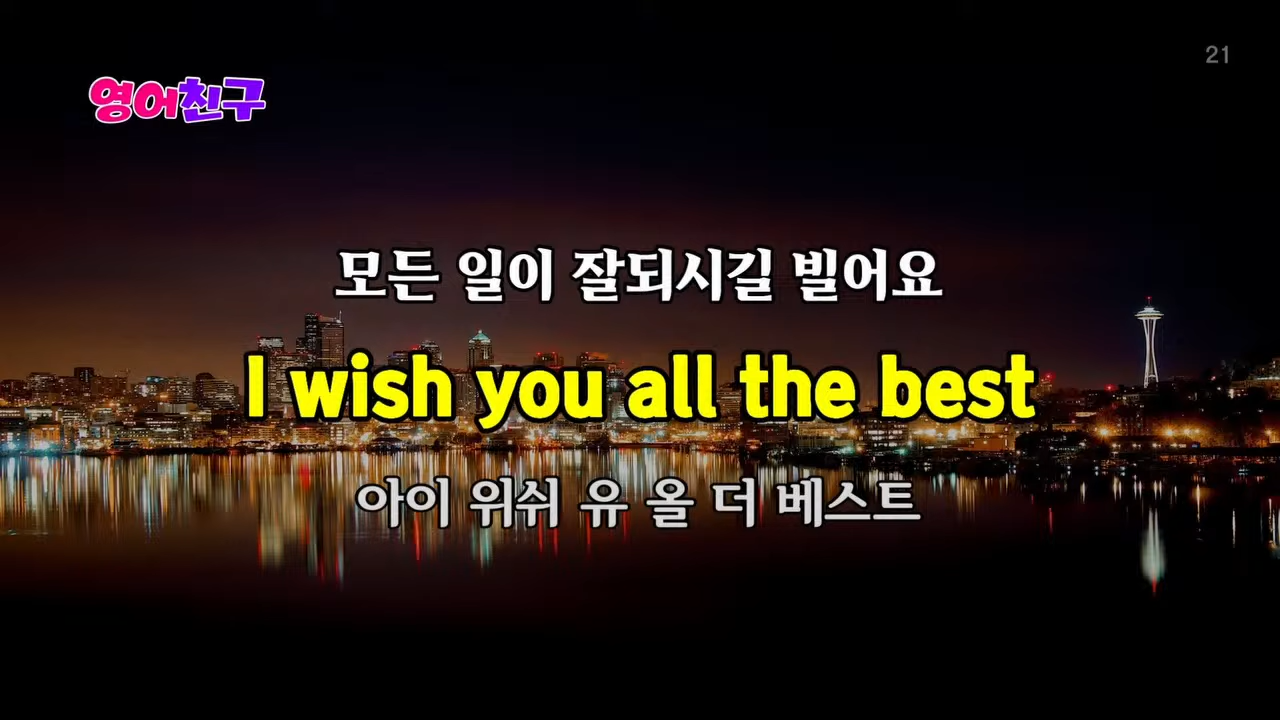 21
영어친구
모든 일이 잘되시길 빌어요
I wish you all the best
아이 위쉬 유 올 더 베스트